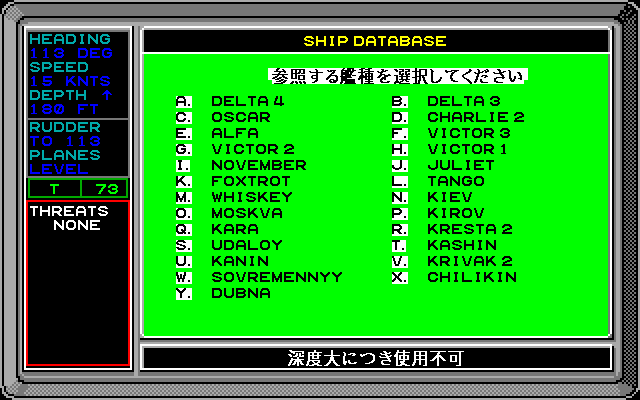 HEADING
113 DEG
SPEED
15 KNTS
DEPTH ↑
190 FT
RUDDER
TO 113
PLANES
LEVEL
T 73
THREATS
NONE
SHIP DATABASE
参照する艦種を選択してください
A. DELTA 4 B. DELTA 3
C. OSCAR D. CHARLIE 2
E. ALFA F. VICTOR 3
G. VICTOR 2 H. VICTOR 1
I. NOVEMBER J. JULIET
K. FOXTROT L. TANGO
M. WHISKEY N. KIEV
O. MOSKVA P. KIROV
Q. KARA R. KRESTA 2
S. UDALOY T. KASHIN
U. KANIN V. KRIVAK 2
W. SOVREMENNYY X. CHILIKIN
Y. DUBNA
深度大につき使用不可